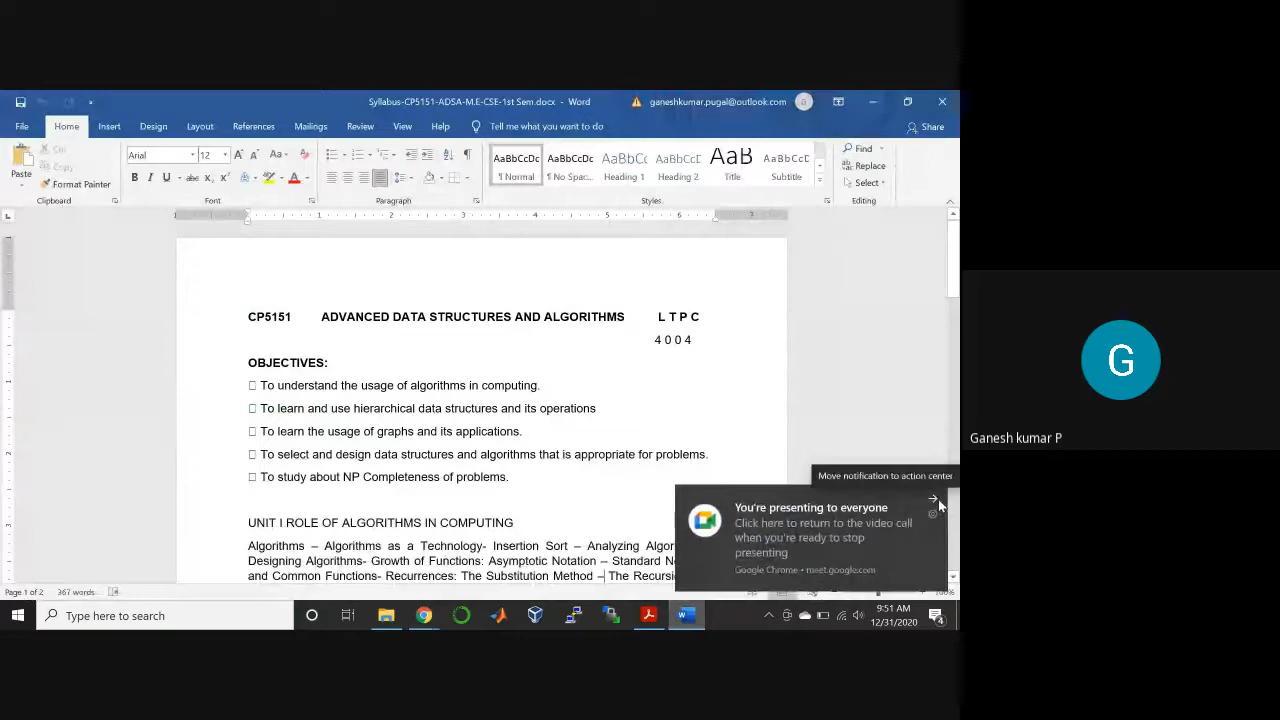 Syllabus-CP5151-ADSA-M.E-CSE-1st Sem.docx - Word
ganeshkumar.pugal@outlook.com
a
File Home Insert Design Layout References Mailings Review View Help Tell me what you want to do Share
Paste
Cut
Copy
Format Painter
Clipboard
Arial 12
Font
Paragraph
AaBbCcDc AaBbCcDc AaBbCc AaBbCcDc AaB AaBbCcDc
¶ Normal ¶ No Spac... Heading 1 Heading 2 Title Subtitle
Styles
Find
Replace
Select
Editing
CP5151 ADVANCED DATA STRUCTURES AND ALGORITHMS L T P C
4 0 0 4
OBJECTIVES:
To understand the usage of algorithms in computing.
To learn and use hierarchical data structures and its operations
To learn the usage of graphs and its applications.
To select and design data structures and algorithms that is appropriate for problems.
To study about NP Completeness of problems.
UNIT I ROLE OF ALGORITHMS IN COMPUTING
Algorithms – Algorithms as a Technology- Insertion Sort – Analyzing Algor
Designing Algorithms- Growth of Functions: Asymptotic Notation – Standard No
and Common Functions- Recurrences: The Substitution Method – The Recursi
Move notification to action center
You're presenting to everyone
Click here to return to the video call
when you're ready to stop
presenting
Google Chrome • meet.google.com
Page 1 of 2 367 words
Type here to search
9:51 AM
12/31/2020
4
G
Ganesh kumar P